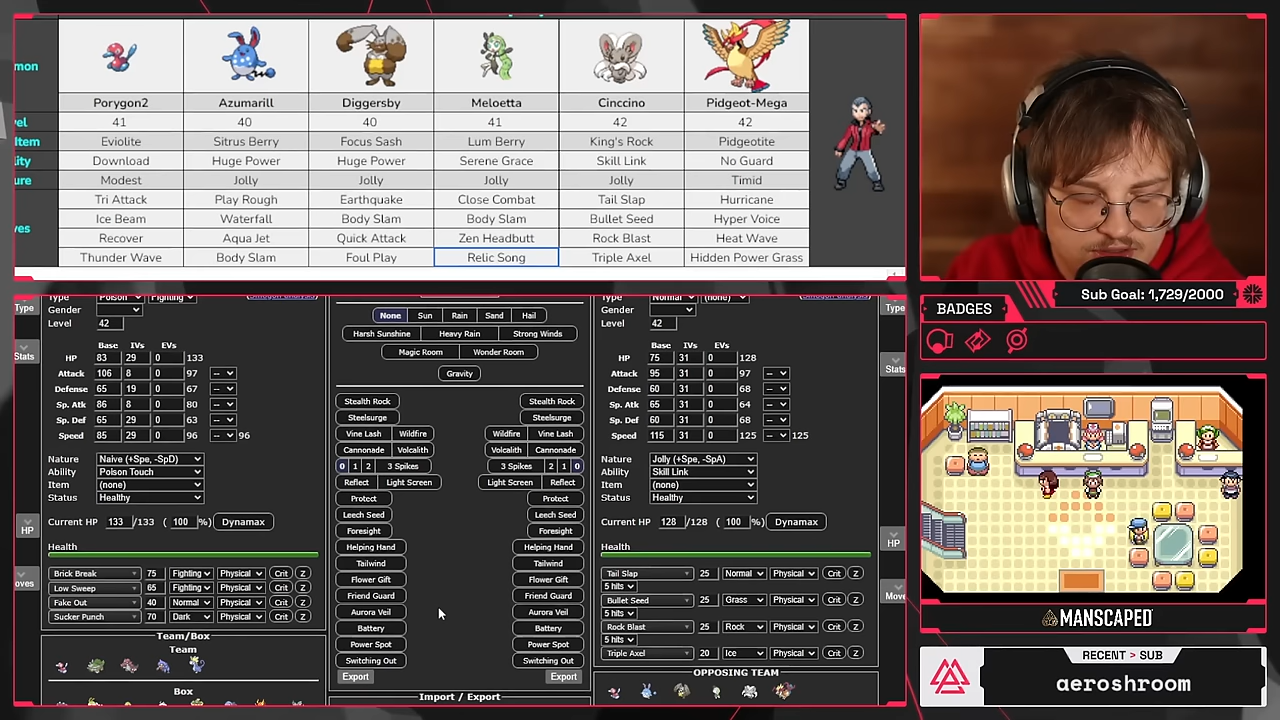 mon
Porygon2 Azumarill Diggersby Meloetta Cinccino Pidgeot-Mega
vel 41 40 40 41 42 42
Item Eviolite Sitrus Berry Focus Sash Lum Berry King's Rock Pidgeotite
lity Download Huge Power Huge Power Serene Grace Skill Link No Guard
ure Modest Jolly Jolly Jolly Jolly Timid
Tri Attack Play Rough Earthquake Close Combat Tail Slap Hurricane
ves Ice Beam Waterfall Body Slam Body Slam Bullet Seed Hyper Voice
Recover Aqua Jet Quick Attack Zen Headbutt Rock Blast Heat Wave
Thunder Wave Body Slam Foul Play Relic Song Triple Axel Hidden Power Grass
Sub Goal: 1,729/2000
BADGES
MANSCAPED
RECENT > SUB
aeroshroom
Type
Stats
HP
oves
Type Poison Fighting
Gender
Level 42
Base IVs EVs
HP 83 29 0 133
Attack 106 8 0 97 --
Defense 65 19 0 67 --
Sp. Atk 86 8 0 80 --
Sp. Def 65 29 0 63 --
Speed 85 29 0 96 -- 96
Nature Naive (+Spe, -SpD)
Ability Poison Touch
Item (none)
Status Healthy
Current HP 133 /133 ( 100 %) Dynamax
Health
Brick Break 75 Fighting Physical Crit Z
Low Sweep 65 Fighting Physical Crit Z
Fake Out 40 Normal Physical Crit Z
Sucker Punch 70 Dark Physical Crit Z
Team/Box
Team
Box
None Sun Rain Sand Hail
Harsh Sunshine Heavy Rain Strong Winds
Magic Room Wonder Room
Gravity
Stealth Rock Stealth Rock
Steelsurge Steelsurge
Vine Lash Wildfire Wildfire Vine Lash
Cannonade Volcalith Volcalith Cannonade
0 1 2 3 Spikes 3 Spikes 2 1 0
Reflect Light Screen Light Screen Reflect
Protect Protect
Leech Seed Leech Seed
Foresight Foresight
Helping Hand Helping Hand
Tailwind Tailwind
Flower Gift Flower Gift
Friend Guard Friend Guard
Aurora Veil Aurora Veil
Battery Battery
Power Spot Power Spot
Switching Out Switching Out
Export Export
Import / Export
Type Normal (none)
Gender
Level 42
Base IVs EVs
HP 75 31 0 128
Attack 95 31 0 97 --
Defense 60 31 0 68 --
Sp. Atk 65 31 0 64 --
Sp. Def 60 31 0 68 --
Speed 115 31 0 125 -- 125
Nature Jolly (+Spe, -SpA)
Ability Skill Link
Item (none)
Status Healthy
Current HP 128 /128 ( 100 %) Dynamax
Health
Tail Slap 25 Normal Physical Crit Z
5 hits
Bullet Seed 25 Grass Physical Crit Z
5 hits
Rock Blast 25 Rock Physical Crit Z
5 hits
Triple Axel 20 Ice Physical Crit Z
OPPOSING TEAM
Type
Stats
HP
Move